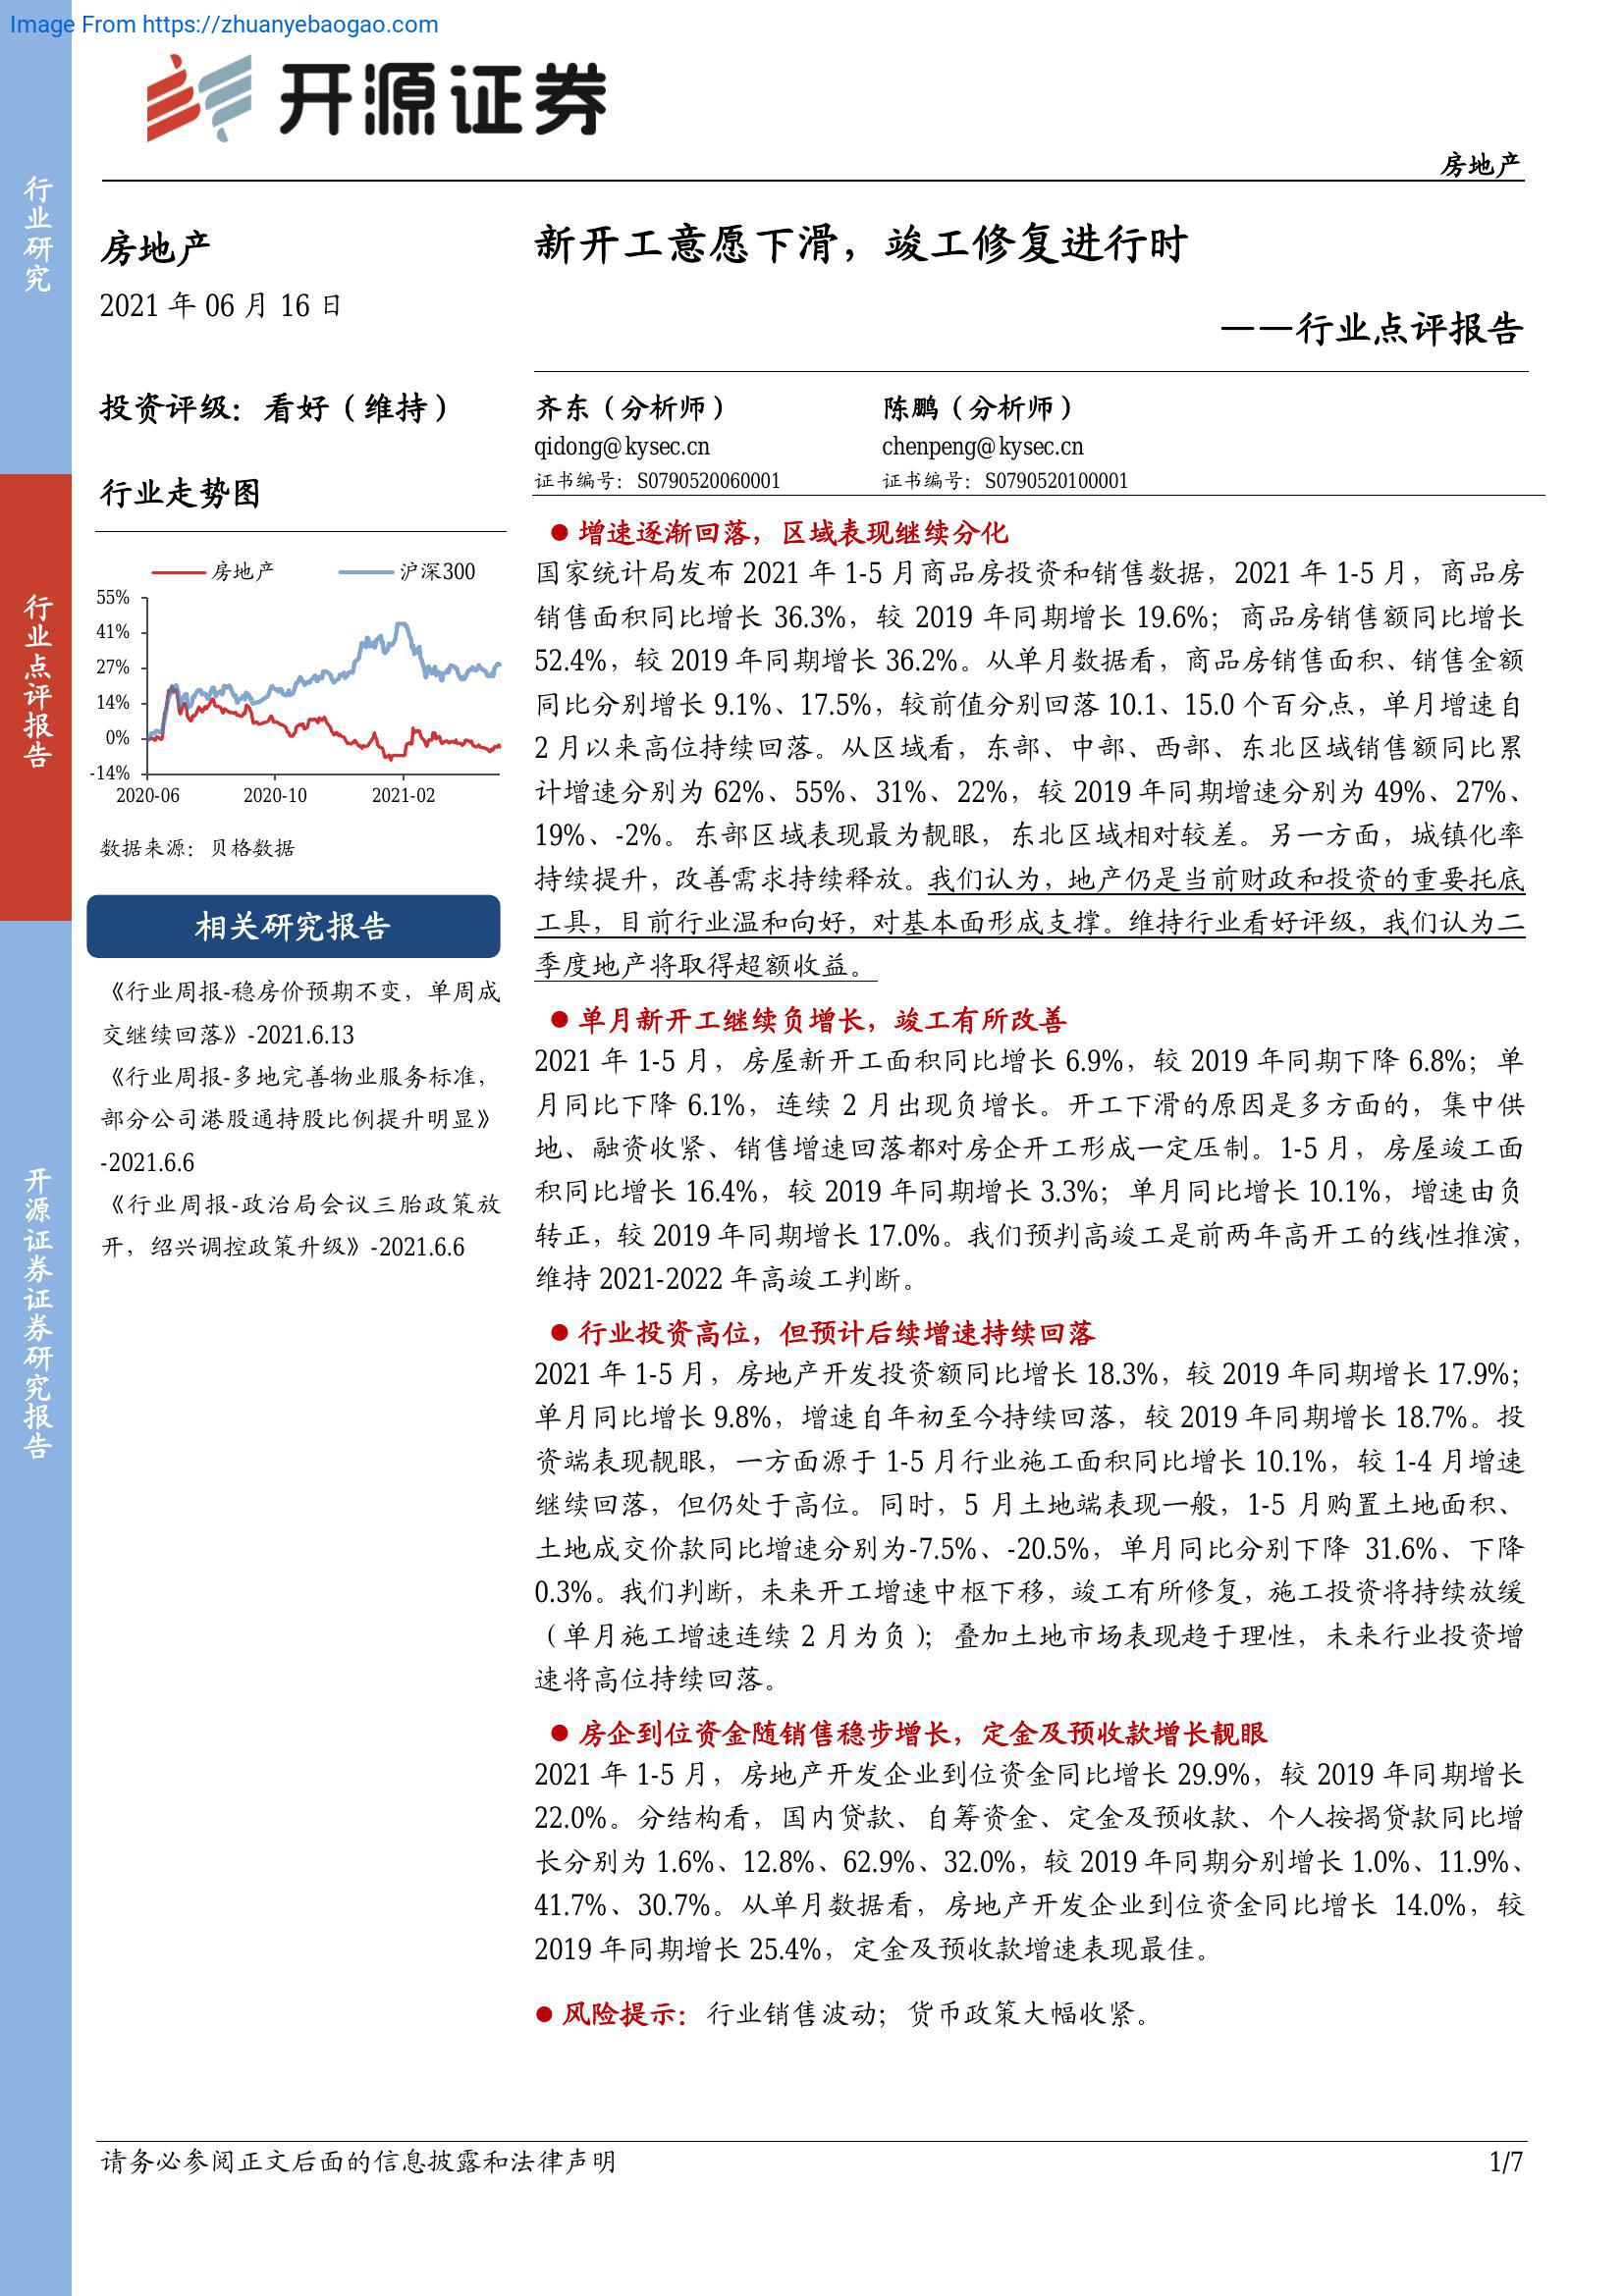 Image From https://zhuanyebaogao.com
开源证券
房地产
行业研究
行业点评报告
开源证券证券研究报告
房地产
2021 年 06 月 16 日
投资评级：看好（维持）
行业走势图
房地产 沪深300
55%
41%
27%
14%
0%
-14%
2020-06 2020-10 2021-02
数据来源：贝格数据
相关研究报告
《行业周报-稳房价预期不变，单周成
交继续回落》-2021.6.13
《行业周报-多地完善物业服务标准，
部分公司港股通持股比例提升明显》
-2021.6.6
《行业周报-政治局会议三胎政策放
开，绍兴调控政策升级》-2021.6.6
新开工意愿下滑，竣工修复进行时
——行业点评报告
齐东（分析师） 陈鹏（分析师）
qidong@kysec.cn chenpeng@kysec.cn
证书编号：S0790520060001 证书编号：S0790520100001
● 增速逐渐回落，区域表现继续分化
国家统计局发布 2021 年 1-5 月商品房投资和销售数据，2021 年 1-5 月，商品房
销售面积同比增长 36.3%，较 2019 年同期增长 19.6%；商品房销售额同比增长
52.4%，较 2019 年同期增长 36.2%。从单月数据看，商品房销售面积、销售金额
同比分别增长 9.1%、17.5%，较前值分别回落 10.1、15.0 个百分点，单月增速自
2 月以来高位持续回落。从区域看，东部、中部、西部、东北区域销售额同比累
计增速分别为 62%、55%、31%、22%，较 2019 年同期增速分别为 49%、27%、
19%、-2%。东部区域表现最为靓眼，东北区域相对较差。另一方面，城镇化率
持续提升，改善需求持续释放。我们认为，地产仍是当前财政和投资的重要托底
工具，目前行业温和向好，对基本面形成支撑。维持行业看好评级，我们认为二
季度地产将取得超额收益。
● 单月新开工继续负增长，竣工有所改善
2021 年 1-5 月，房屋新开工面积同比增长 6.9%，较 2019 年同期下降 6.8%；单
月同比下降 6.1%，连续 2 月出现负增长。开工下滑的原因是多方面的，集中供
地、融资收紧、销售增速回落都对房企开工形成一定压制。1-5 月，房屋竣工面
积同比增长 16.4%，较 2019 年同期增长 3.3%；单月同比增长 10.1%，增速由负
转正，较 2019 年同期增长 17.0%。我们预判高竣工是前两年高开工的线性推演，
维持 2021-2022 年高竣工判断。
● 行业投资高位，但预计后续增速持续回落
2021 年 1-5 月，房地产开发投资额同比增长 18.3%，较 2019 年同期增长 17.9%；
单月同比增长 9.8%，增速自年初至今持续回落，较 2019 年同期增长 18.7%。投
资端表现靓眼，一方面源于 1-5 月行业施工面积同比增长 10.1%，较 1-4 月增速
继续回落，但仍处于高位。同时，5 月土地端表现一般，1-5 月购置土地面积、
土地成交价款同比增速分别为-7.5%、-20.5%，单月同比分别下降 31.6%、下降
0.3%。我们判断，未来开工增速中枢下移，竣工有所修复，施工投资将持续放缓
（单月施工增速连续 2 月为负）；叠加土地市场表现趋于理性，未来行业投资增
速将高位持续回落。
● 房企到位资金随销售稳步增长，定金及预收款增长靓眼
2021 年 1-5 月，房地产开发企业到位资金同比增长 29.9%，较 2019 年同期增长
22.0%。分结构看，国内贷款、自筹资金、定金及预收款、个人按揭贷款同比增
长分别为 1.6%、12.8%、62.9%、32.0%，较 2019 年同期分别增长 1.0%、11.9%、
41.7%、30.7%。从单月数据看，房地产开发企业到位资金同比增长 14.0%，较
2019 年同期增长 25.4%，定金及预收款增速表现最佳。
● 风险提示：行业销售波动；货币政策大幅收紧。
请务必参阅正文后面的信息披露和法律声明 1/7